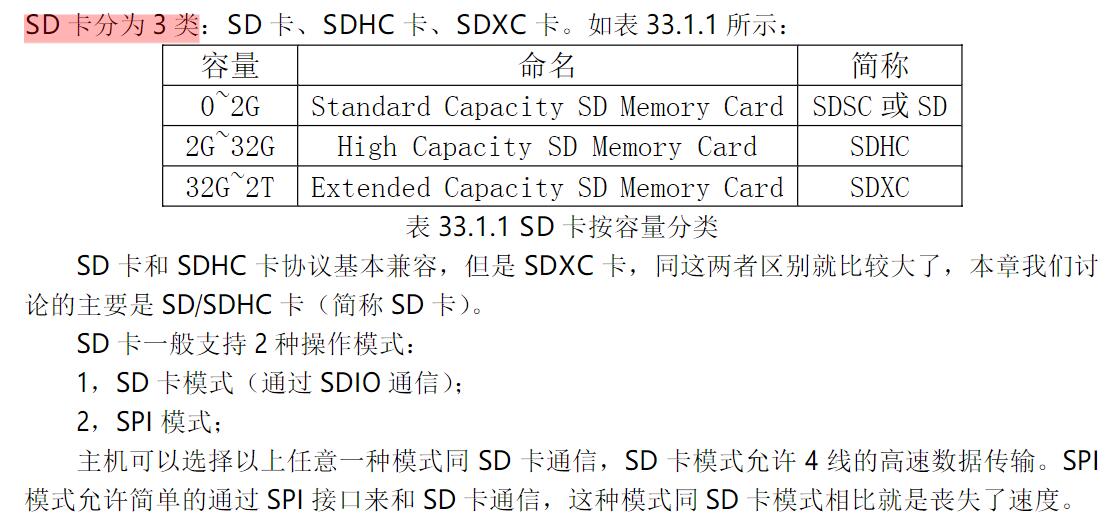 SD 卡分为 3 类：SD 卡、SDHC 卡、SDXC 卡。如表 33.1.1 所示：
容量 命名 简称
0~2G Standard Capacity SD Memory Card SDSC 或 SD
2G~32G High Capacity SD Memory Card SDHC
32G~2T Extended Capacity SD Memory Card SDXC
表 33.1.1 SD 卡按容量分类
SD 卡和 SDHC 卡协议基本兼容，但是 SDXC 卡，同这两者区别就比较大了，本章我们讨
论的主要是 SD/SDHC 卡（简称 SD 卡）。
SD 卡一般支持 2 种操作模式：
1，SD 卡模式（通过 SDIO 通信）；
2，SPI 模式；
主机可以选择以上任意一种模式同 SD 卡通信，SD 卡模式允许 4 线的高速数据传输。SPI
模式允许简单的通过 SPI 接口来和 SD 卡通信，这种模式同 SD 卡模式相比就是丧失了速度。